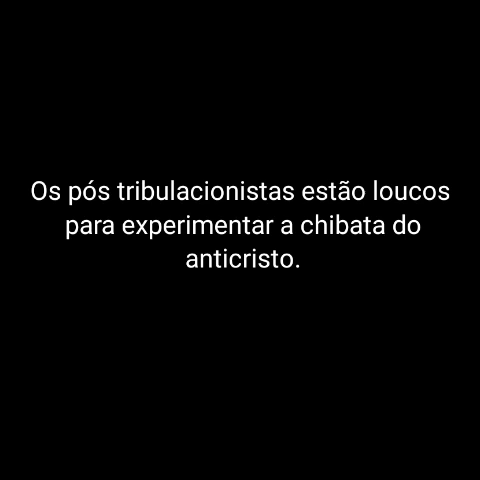 Os pós tribulacionistas estão loucos
para experimentar a chibata do
anticristo.